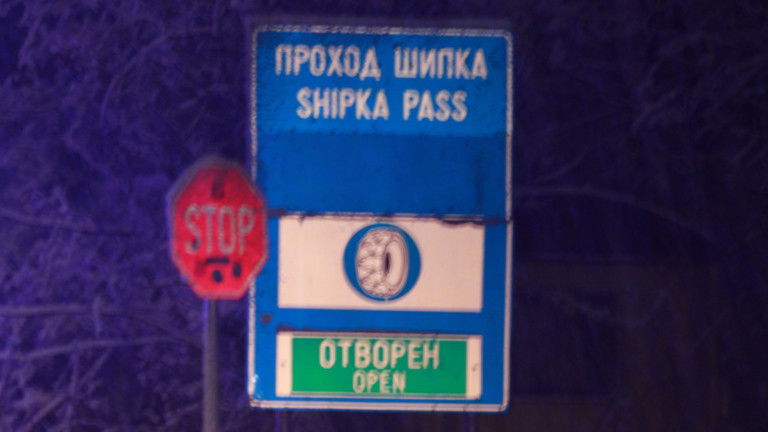 ПРОХОД ШИПКА
SHIPKA PASS
STOP
ОТВОРЕН
OPEN